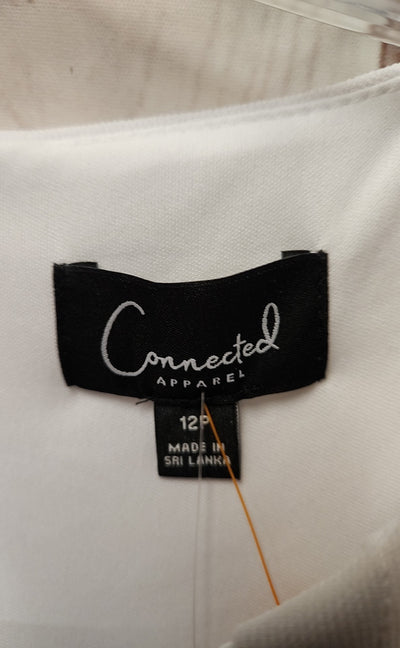 Connected
APPAREL
12P
MADE IN
SRI LANKA